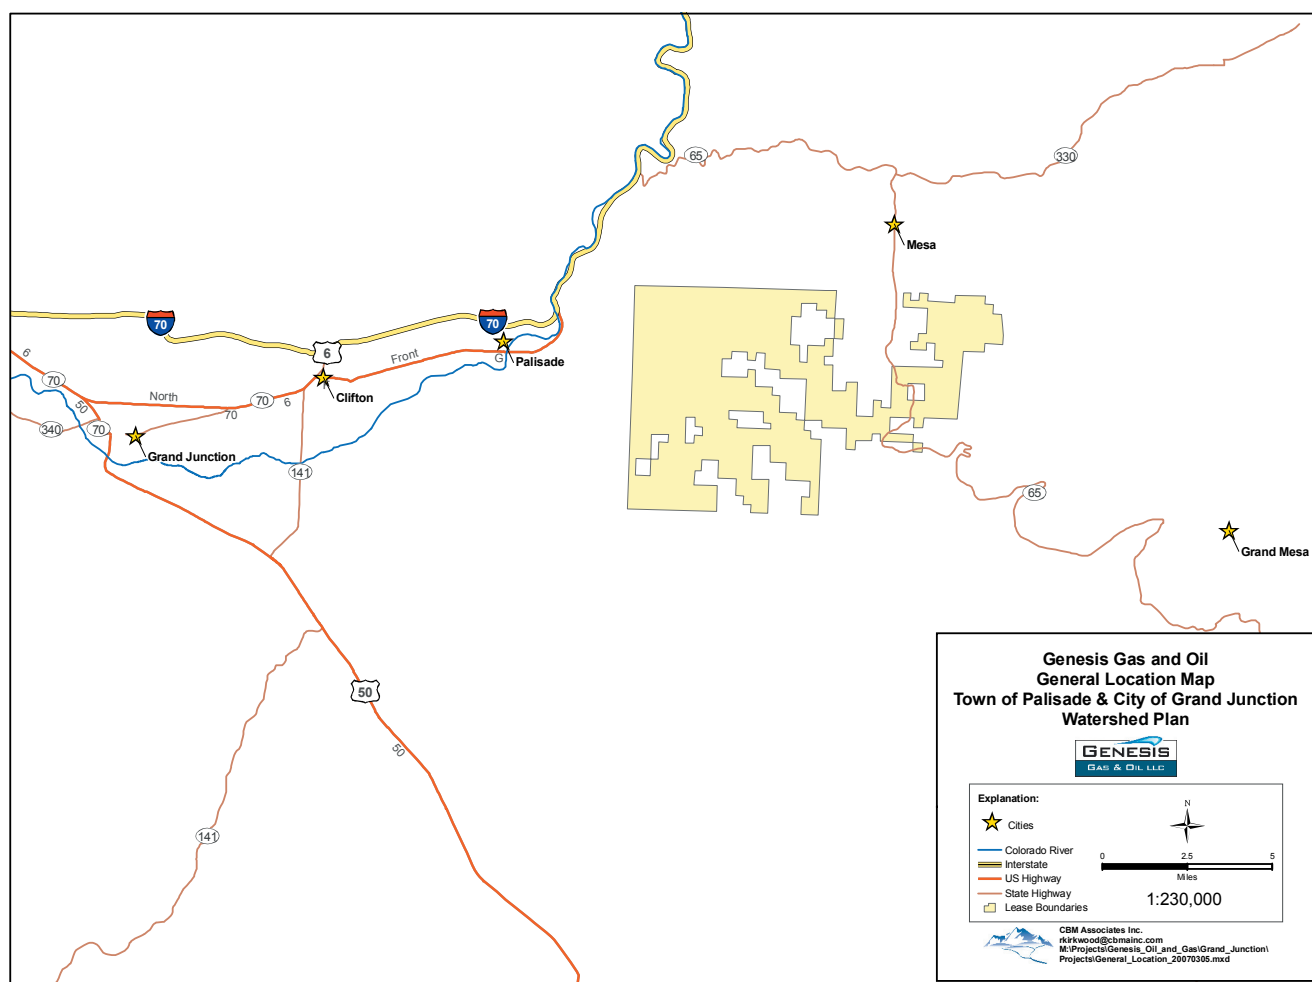 65
330
Mesa
70
70
6
6
Front
G
Palisade
70
North
Clifton
50
70
6
70
340
70
Grand Junction
141
65
Grand Mesa
50
50
141
Genesis Gas and Oil
General Location Map
Town of Palisade & City of Grand Junction
Watershed Plan
GENESIS
GAS & OIL LLC
Explanation:
Cities
N
Colorado River
0 2.5 5
Interstate
US Highway
Miles
State Highway
1:230,000
Lease Boundaries
CBM Associates Inc.
rkirkwood@cbmainc.com
M:\Projects\Genesis_Oil_and_Gas\Grand_Junction\
Projects\General_Location_20070305.mxd